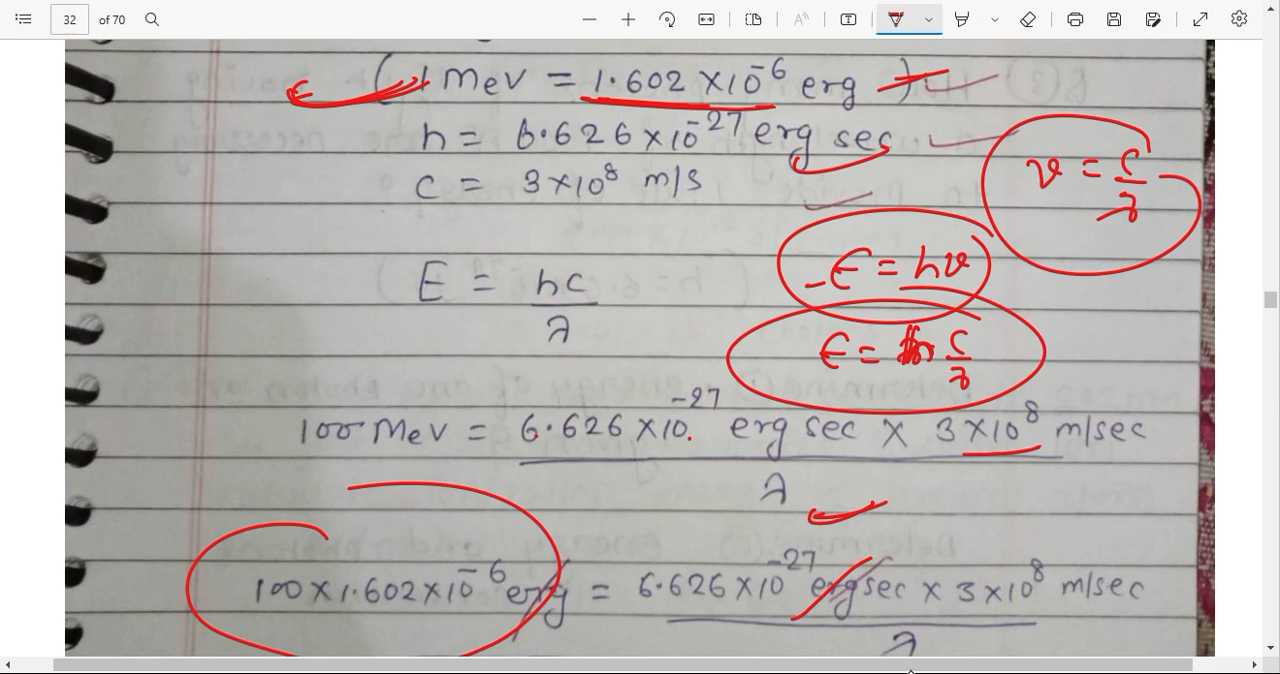 32 of 70
( 1 MeV = 1.602 × 10⁻⁶ erg )
h = 6.626 × 10⁻²⁷ erg sec
c = 3 × 10⁸ m/s
ν = c/λ
E = hc/λ
E = hν
E = h c/λ
100 MeV = 6.626 × 10⁻²⁷ erg sec × 3 × 10⁸ m/sec / λ
100 × 1.602 × 10⁻⁶ erg = 6.626 × 10⁻²⁷ erg sec × 3 × 10⁸ m/sec / λ